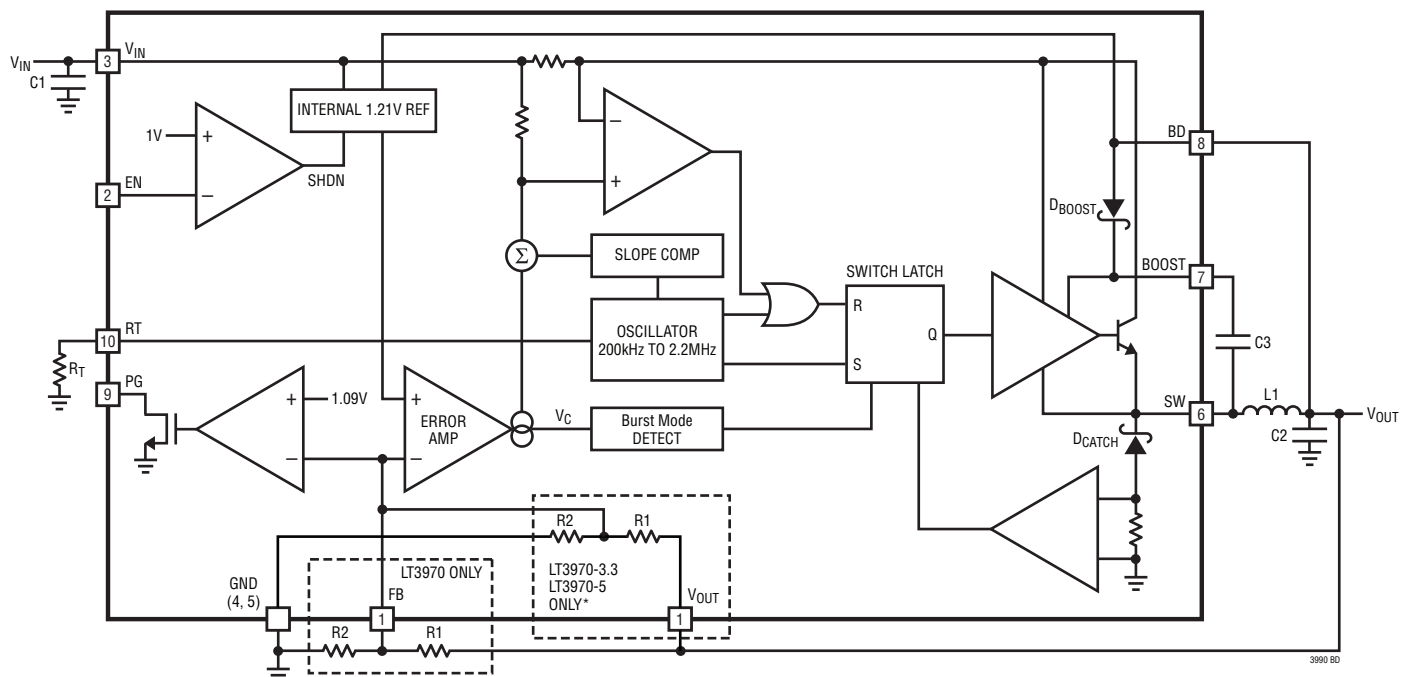 VIN
C1
3
VIN
INTERNAL 1.21V REF
1V
+
–
SHDN
2
EN
–
+
Σ
SLOPE COMP
OSCILLATOR
200kHz TO 2.2MHz
10
RT
RT
9
PG
+
1.09V
–
+
ERROR
AMP
–
VC
Burst Mode
DETECT
SWITCH LATCH
R
Q
S
BD
8
DBOOST
BOOST
7
C3
SW
6
L1
VOUT
C2
DCATCH
R2
R1
LT3970-3.3
LT3970-5
ONLY*
VOUT
1
LT3970 ONLY
GND
(4, 5)
FB
1
R2
R1
3990 BD